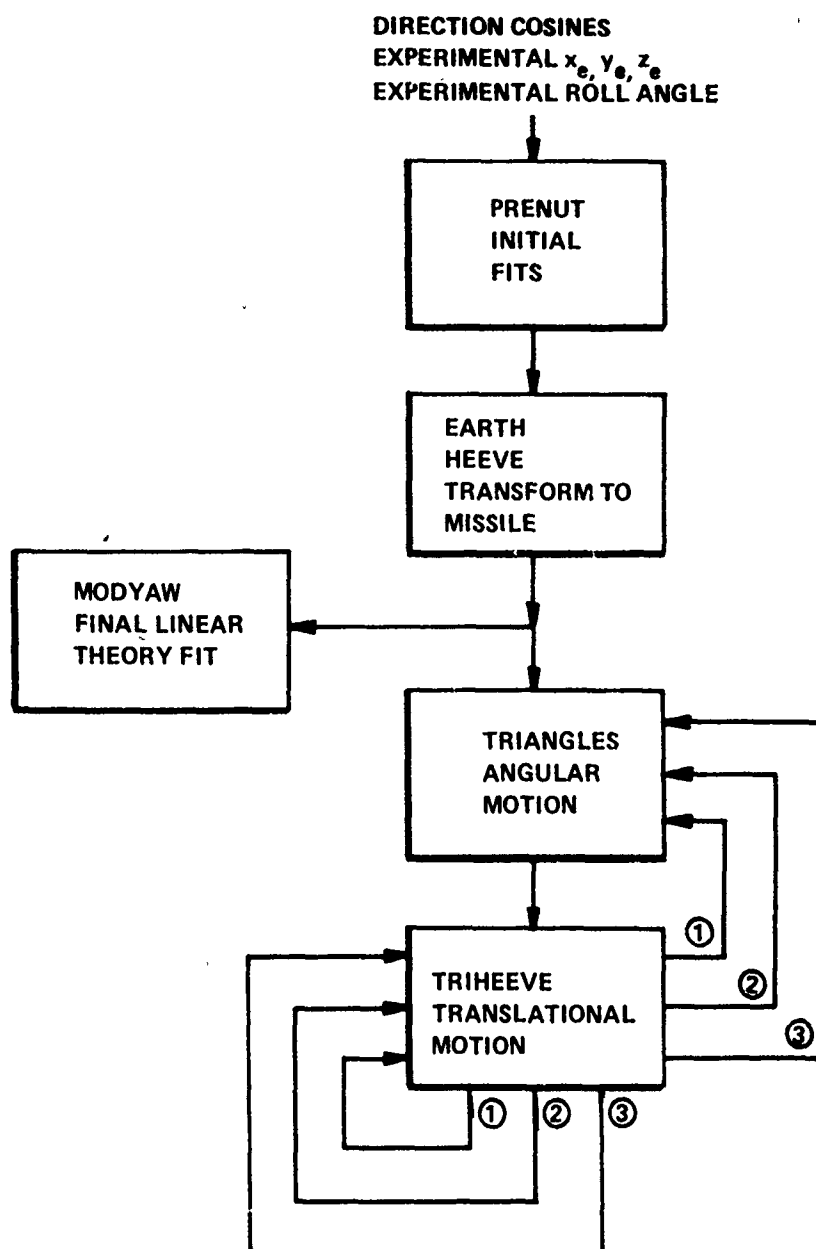 DIRECTION COSINES
EXPERIMENTAL xe, ye, ze
EXPERIMENTAL ROLL ANGLE
PRENUT
INITIAL
FITS
EARTH
HEEVE
TRANSFORM TO
MISSILE
MODYAW
FINAL LINEAR
THEORY FIT
TRIANGLES
ANGULAR
MOTION
①
②
③
TRIHEEVE
TRANSLATIONAL
MOTION
① ② ③